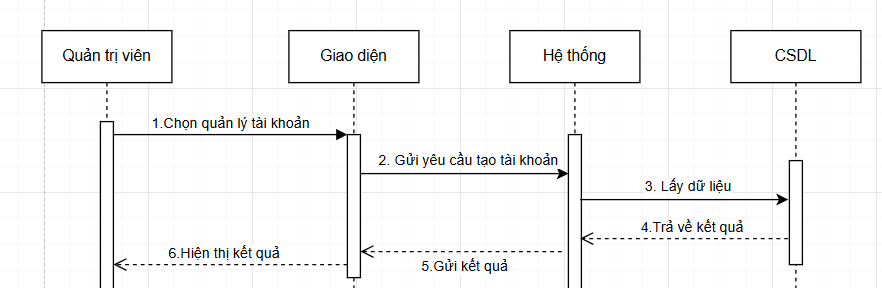 Quản trị viên
Giao diện
Hệ thống
CSDL
1.Chọn quản lý tài khoản
2. Gửi yêu cầu tạo tài khoản
3. Lấy dữ liệu
4.Trả về kết quả
5.Gửi kết quả
6.Hiện thị kết quả